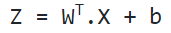 Z = Wᵀ.X + b